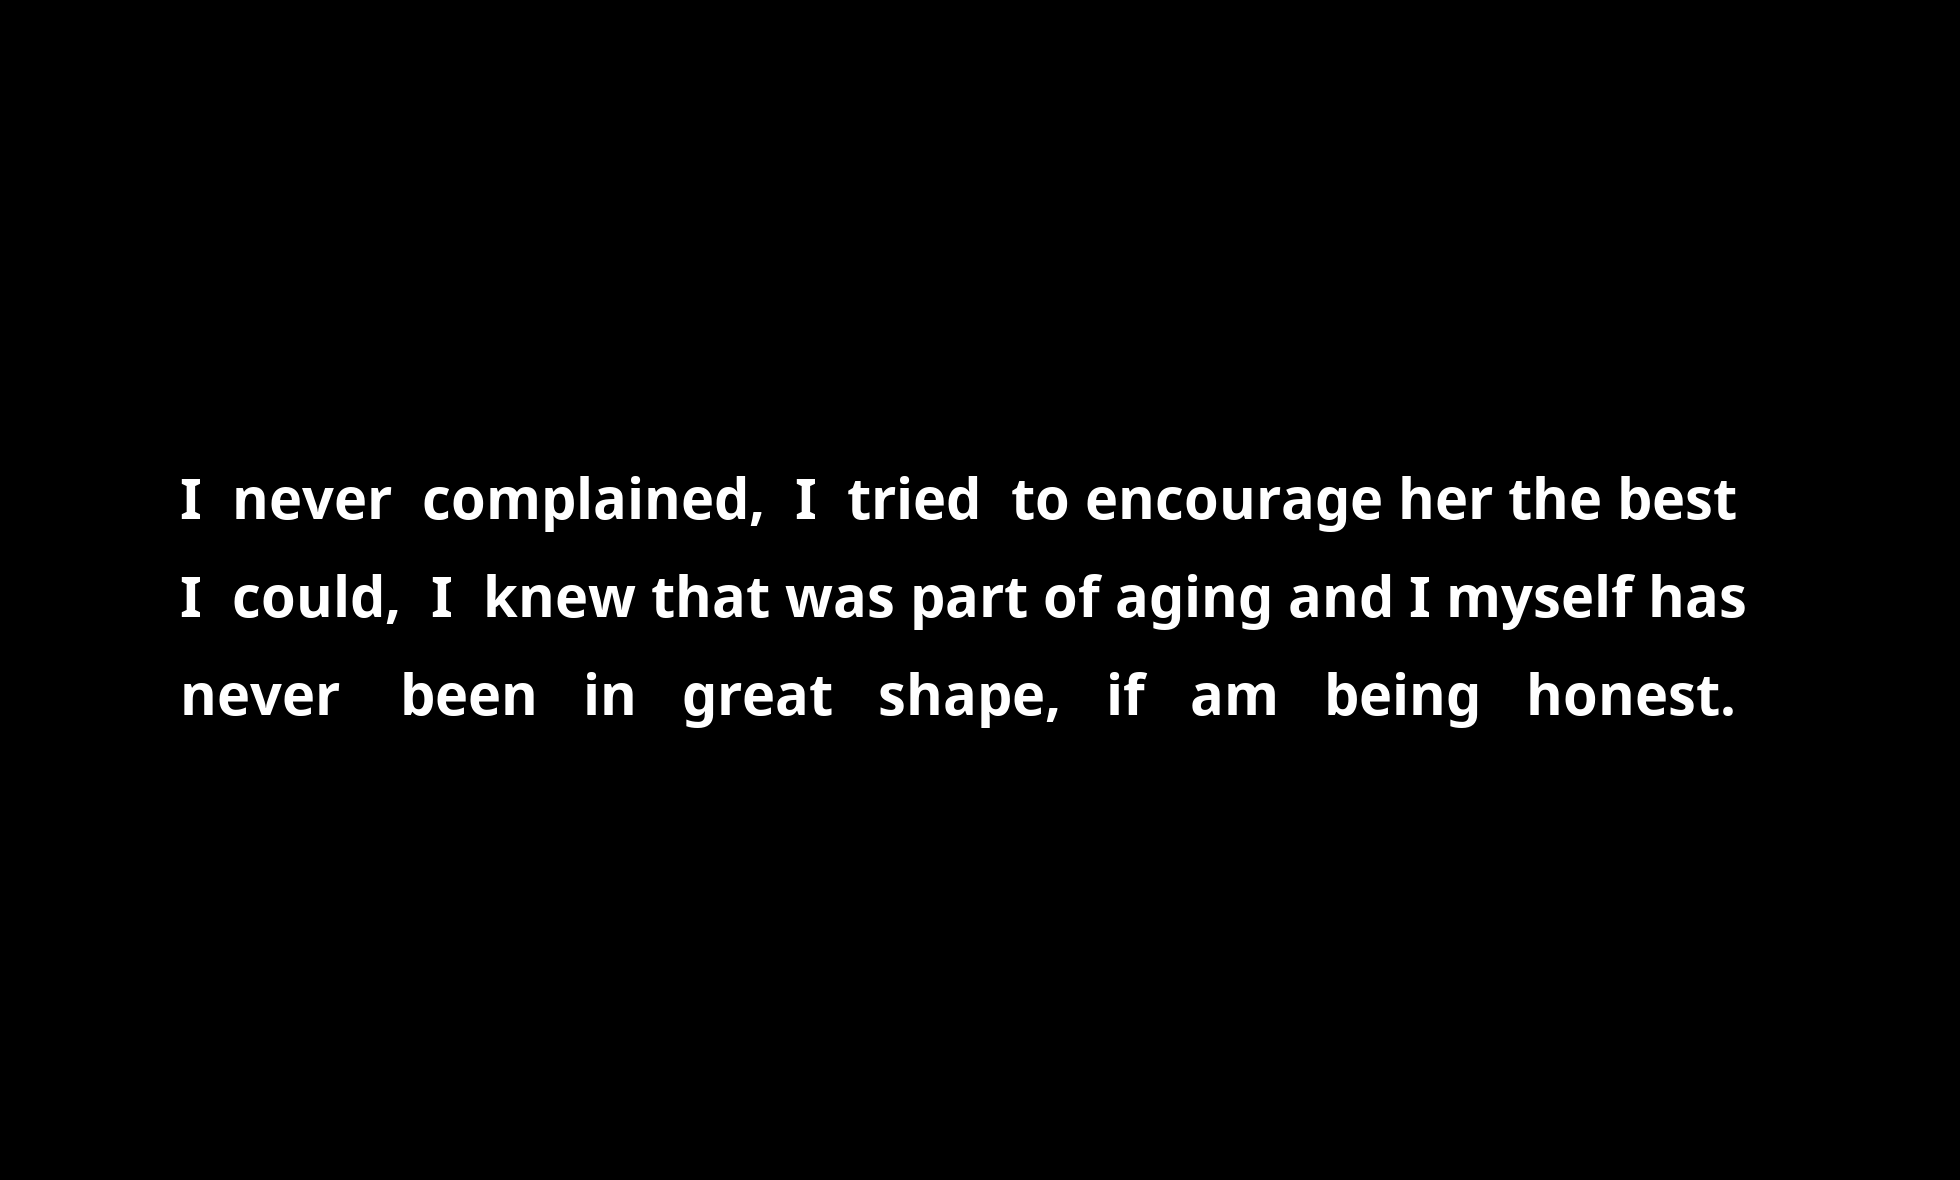 I never complained, I tried to encourage her the best
I could, I knew that was part of aging and I myself has
never been in great shape, if am being honest.